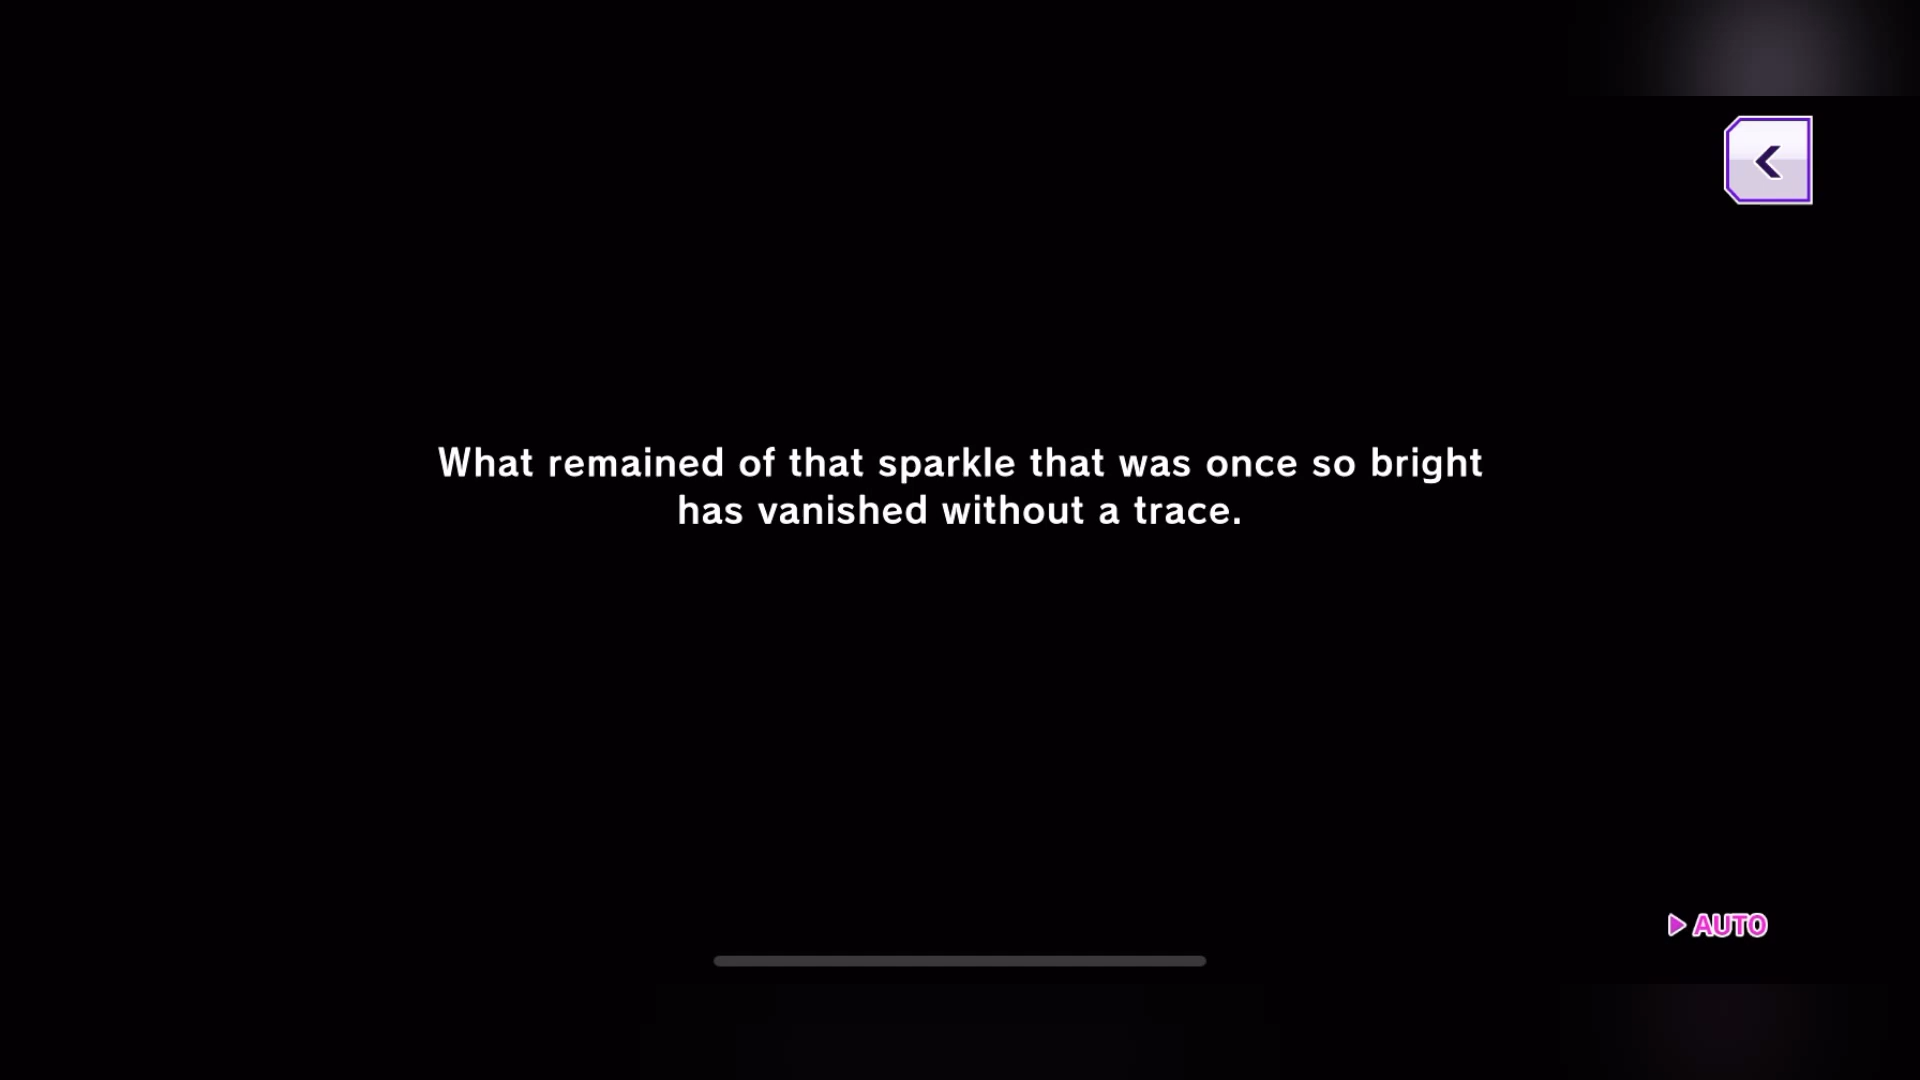 What remained of that sparkle that was once so bright
has vanished without a trace.
AUTO